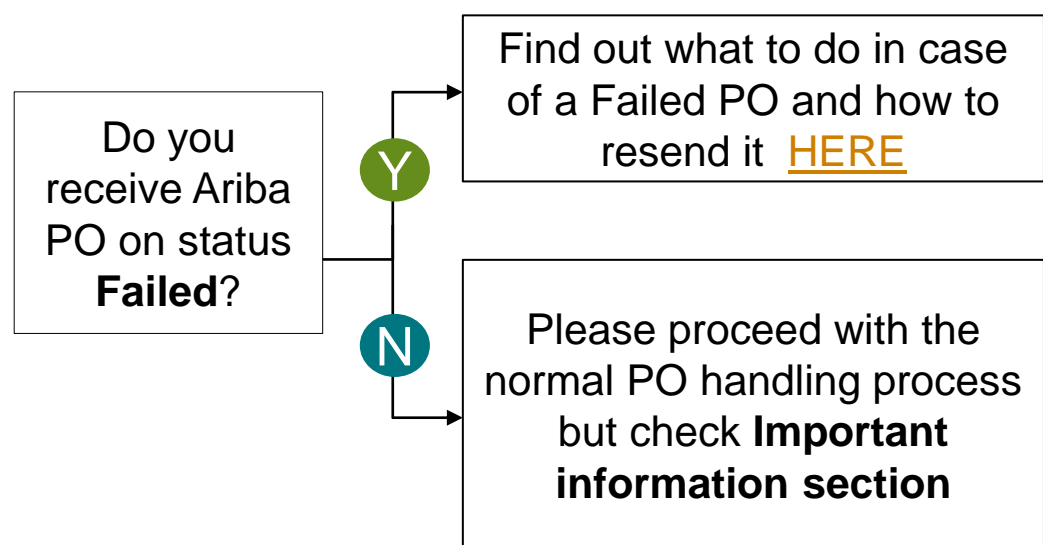 Do you
receive Ariba
PO on status
Failed?
Y
Find out what to do in case
of a Failed PO and how to
resend it HERE
N
Please proceed with the
normal PO handling process
but check Important
information section